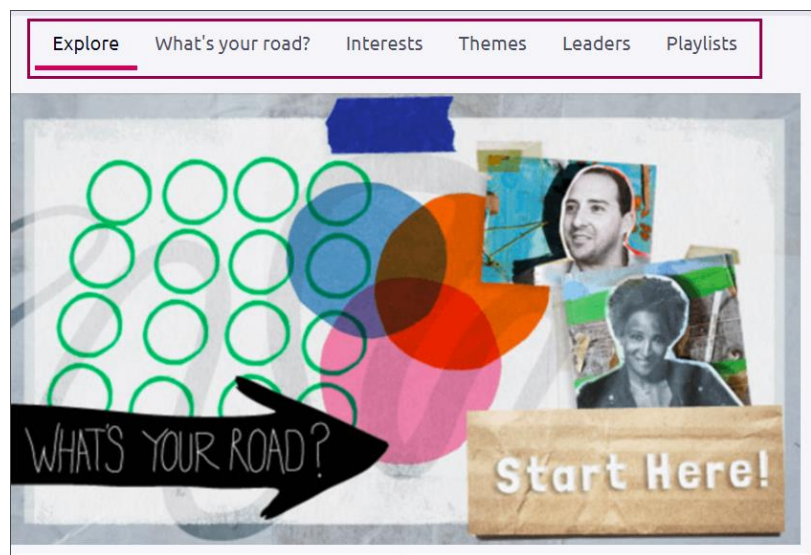 Explore What's your road? Interests Themes Leaders Playlists
WHAT'S YOUR ROAD?
Start Here!